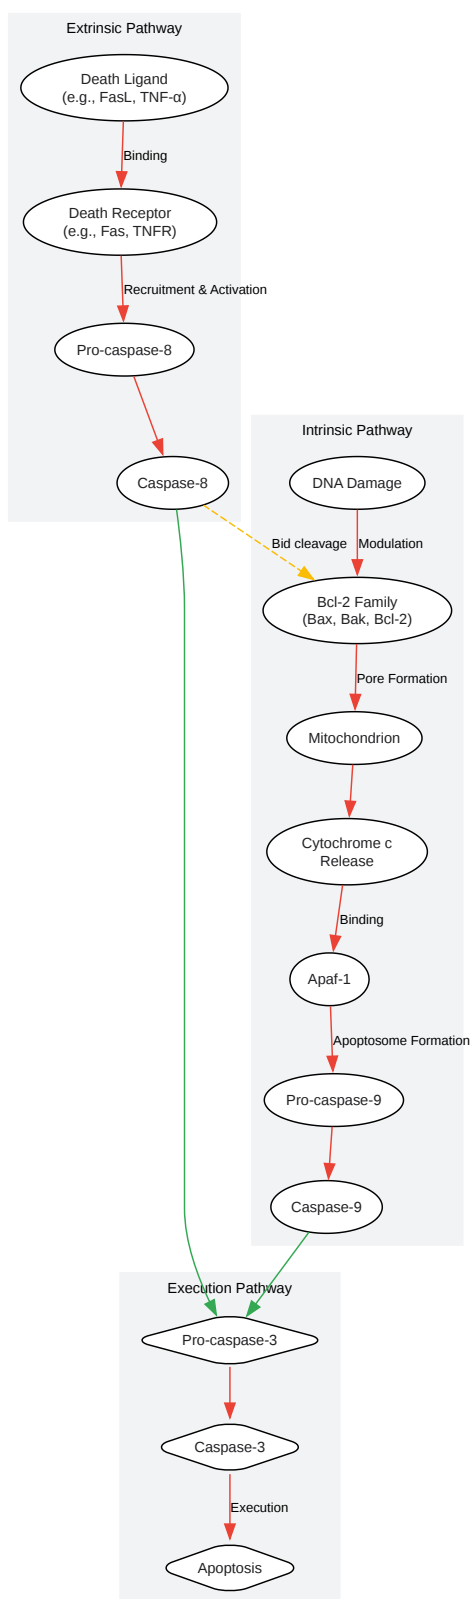 Extrinsic Pathway
Death Ligand
(e.g., FasL, TNF-α)
Binding
Death Receptor
(e.g., Fas, TNFR)
Recruitment & Activation
Pro-caspase-8
Caspase-8
Intrinsic Pathway
DNA Damage
Bid cleavage
Modulation
Bcl-2 Family
(Bax, Bak, Bcl-2)
Pore Formation
Mitochondrion
Cytochrome c
Release
Binding
Apaf-1
Apoptosome Formation
Pro-caspase-9
Caspase-9
Execution Pathway
Pro-caspase-3
Caspase-3
Execution
Apoptosis